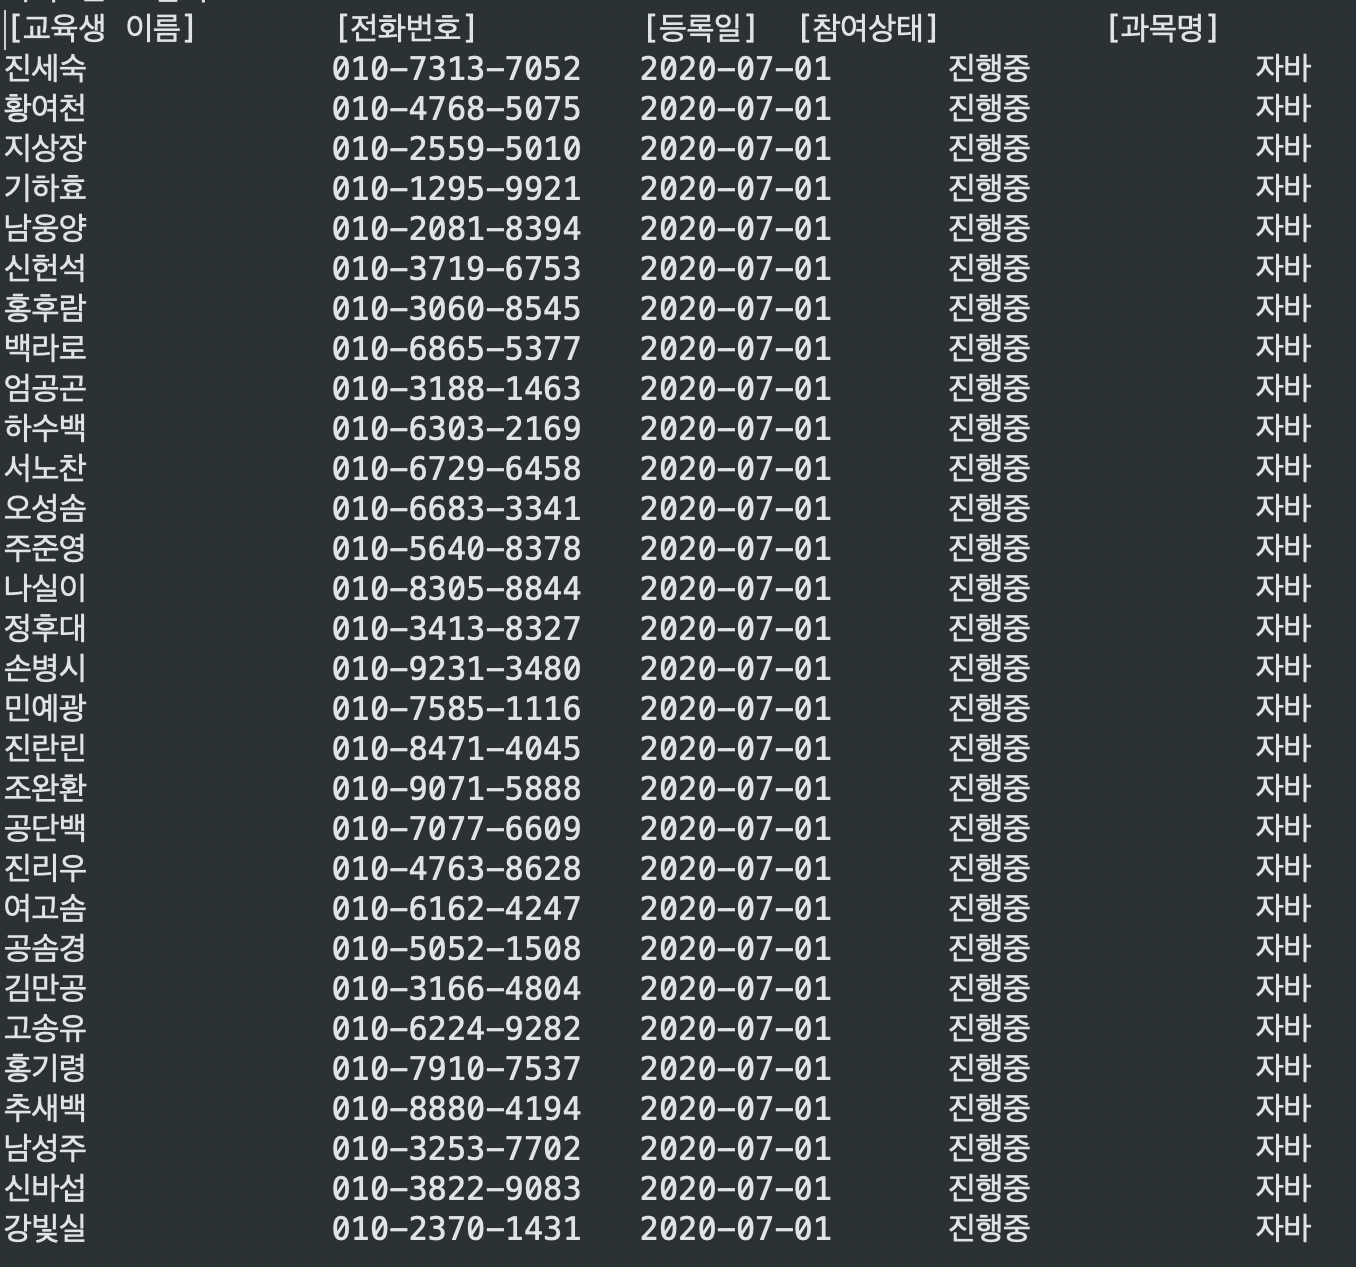 [교육생 이름] [전화번호] [등록일] [참여상태] [과목명]
진세숙 010-7313-7052 2020-07-01 진행중 자바
황여천 010-4768-5075 2020-07-01 진행중 자바
지상장 010-2559-5010 2020-07-01 진행중 자바
기하효 010-1295-9921 2020-07-01 진행중 자바
남웅양 010-2081-8394 2020-07-01 진행중 자바
신헌석 010-3719-6753 2020-07-01 진행중 자바
홍후람 010-3060-8545 2020-07-01 진행중 자바
백라로 010-6865-5377 2020-07-01 진행중 자바
엄공곤 010-3188-1463 2020-07-01 진행중 자바
하수백 010-6303-2169 2020-07-01 진행중 자바
서노찬 010-6729-6458 2020-07-01 진행중 자바
오성솜 010-6683-3341 2020-07-01 진행중 자바
주준영 010-5640-8378 2020-07-01 진행중 자바
나실이 010-8305-8844 2020-07-01 진행중 자바
정후대 010-3413-8327 2020-07-01 진행중 자바
손병시 010-9231-3480 2020-07-01 진행중 자바
민예광 010-7585-1116 2020-07-01 진행중 자바
진란린 010-8471-4045 2020-07-01 진행중 자바
조완환 010-9071-5888 2020-07-01 진행중 자바
공단백 010-7077-6609 2020-07-01 진행중 자바
진리우 010-4763-8628 2020-07-01 진행중 자바
여고솜 010-6162-4247 2020-07-01 진행중 자바
공솜경 010-5052-1508 2020-07-01 진행중 자바
김만공 010-3166-4804 2020-07-01 진행중 자바
고송유 010-6224-9282 2020-07-01 진행중 자바
홍기령 010-7910-7537 2020-07-01 진행중 자바
추새백 010-8880-4194 2020-07-01 진행중 자바
남성주 010-3253-7702 2020-07-01 진행중 자바
신바섭 010-3822-9083 2020-07-01 진행중 자바
강빛실 010-2370-1431 2020-07-01 진행중 자바